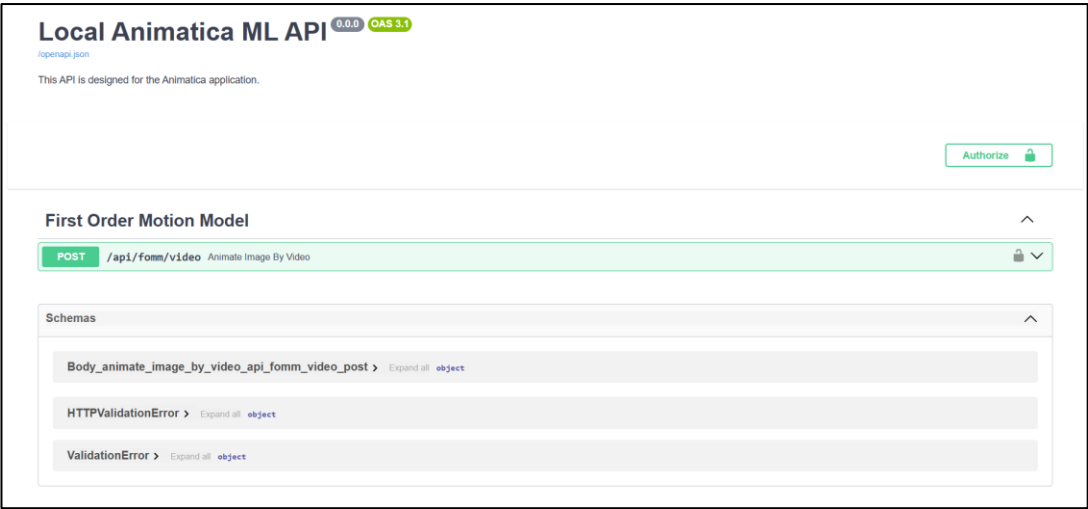 Local Animatica ML API 0.0.0 OAS 3.1
/openapi.json
This API is designed for the Animatica application.
Authorize
First Order Motion Model
POST /api/fomm/video Animate Image By Video
Schemas
Body_animate_image_by_video_api_fomm_video_post > Expand all object
HTTPValidationError > Expand all object
ValidationError > Expand all object